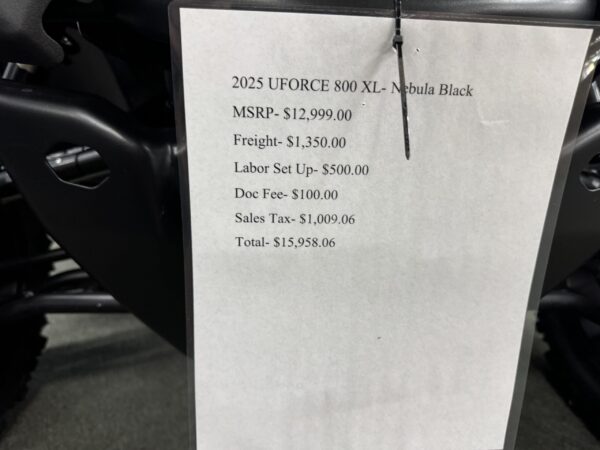 2025 UFORCE 800 XL- Nebula Black
MSRP- $12,999.00
Freight- $1,350.00
Labor Set Up- $500.00
Doc Fee- $100.00
Sales Tax- $1,009.06
Total- $15,958.06